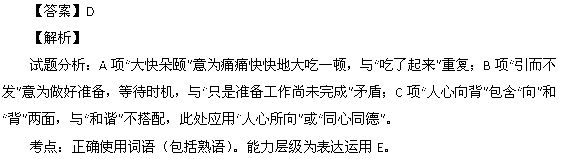 【答案】D
【解析】
试题分析：A 项“大快朵颐”意为痛痛快快地大吃一顿，与“吃了起来”重复；B 项“引而不
发”意为做好准备，等待时机，与“只是准备工作尚未完成”矛盾；C 项“人心向背”包含“向”和
“背”两面，与“和谐”不搭配，此处应用“人心所向”或“同心同德”。
考点：正确使用词语（包括熟语）。能力层级为表达运用 E。